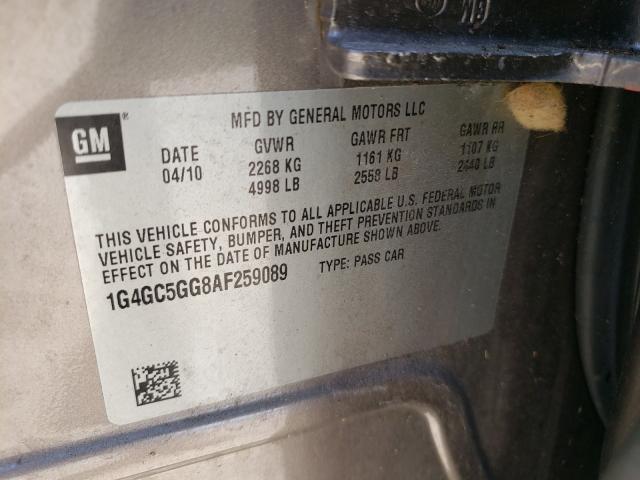 GM
®
MFD BY GENERAL MOTORS LLC
DATE GVWR GAWR FRT GAWR RR
04/10 2268 KG 1161 KG 1107 KG
4998 LB 2558 LB 2440 LB
THIS VEHICLE CONFORMS TO ALL APPLICABLE U.S. FEDERAL MOTOR
VEHICLE SAFETY, BUMPER, AND THEFT PREVENTION STANDARDS IN
EFFECT ON THE DATE OF MANUFACTURE SHOWN ABOVE.
1G4GC5GG8AF259089 TYPE: PASS CAR